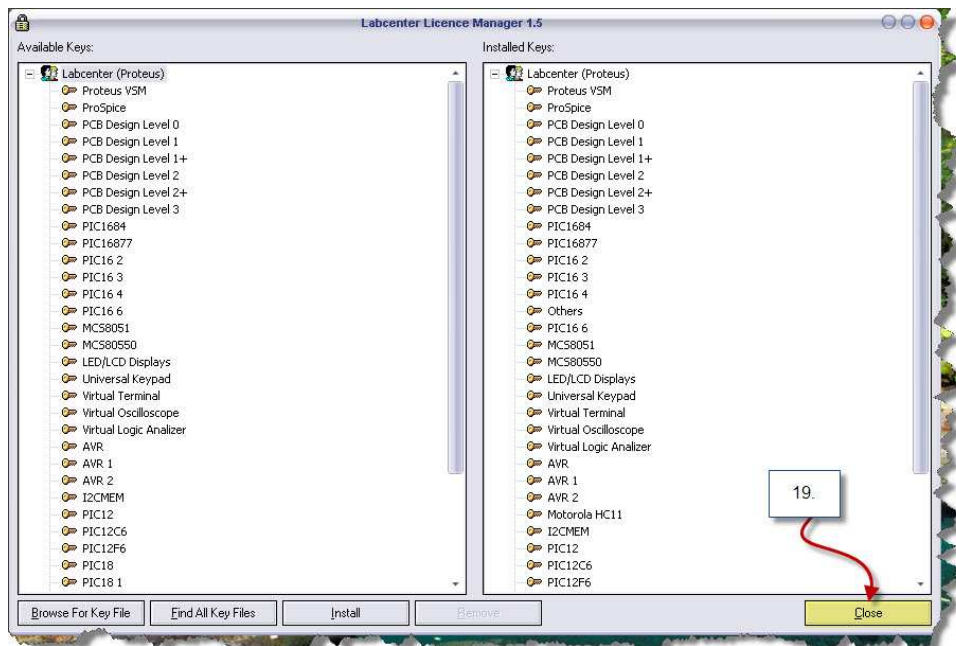 Labcenter Licence Manager 1.5
Available Keys:
Labcenter (Proteus)
Proteus VSM
ProSpice
PCB Design Level 0
PCB Design Level 1
PCB Design Level 1+
PCB Design Level 2
PCB Design Level 2+
PCB Design Level 3
PIC1684
PIC16877
PIC16 2
PIC16 3
PIC16 4
PIC16 6
MCS8051
MCS80550
LED/LCD Displays
Universal Keypad
Virtual Terminal
Virtual Oscilloscope
Virtual Logic Analizer
AVR
AVR 1
AVR 2
I2CMEM
PIC12
PIC12C6
PIC12F6
PIC18
PIC18 1
Installed Keys:
Labcenter (Proteus)
Proteus VSM
ProSpice
PCB Design Level 0
PCB Design Level 1
PCB Design Level 1+
PCB Design Level 2
PCB Design Level 2+
PCB Design Level 3
PIC1684
PIC16877
PIC16 2
PIC16 3
PIC16 4
Others
PIC16 6
MCS8051
MCS80550
LED/LCD Displays
Universal Keypad
Virtual Terminal
Virtual Oscilloscope
Virtual Logic Analizer
AVR
AVR 1
AVR 2
Motorola HC11
I2CMEM
PIC12
PIC12C6
PIC12F6
19.
Browse For Key File Find All Key Files Install Remove Close